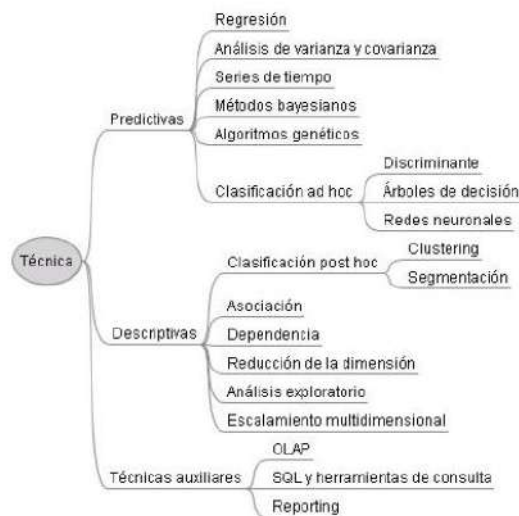 Regresión
Análisis de varianza y covarianza
Series de tiempo
Métodos bayesianos
Predictivas
Algoritmos genéticos
Discriminante
Clasificación ad hoc
Árboles de decisión
Redes neuronales
Técnica
Clustering
Clasificación post hoc
Segmentación
Asociación
Descriptivas
Dependencia
Reducción de la dimensión
Análisis exploratorio
Escalamiento multidimensional
OLAP
Técnicas auxiliares
SQL y herramientas de consulta
Reporting